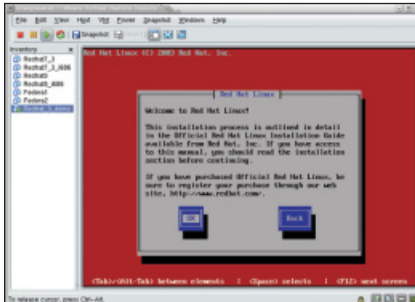 File Edit View Host VM Power Snapshot Windows Help
Snapshot
Inventory
Redhat7_3
Redhat7_3_i686
Redhat9
Redhat9_i686
Fedora1
Fedora2
Red Hat Linux (C) 2003 Red Hat, Inc.
Red Hat Linux
Welcome to Red Hat Linux!
This installation process is outlined in detail
in the Official Red Hat Linux Installation Guide
available from Red Hat, Inc. If you have access
to this manual, you should read the installation
section before continuing.
If you have purchased Official Red Hat Linux, be
sure to register your purchase through our web
site, http://www.redhat.com/.
OK
Back
<Tab>/<Alt-Tab> between elements | <Space> selects | <F12> next screen
To release cursor, press Ctrl-Alt.